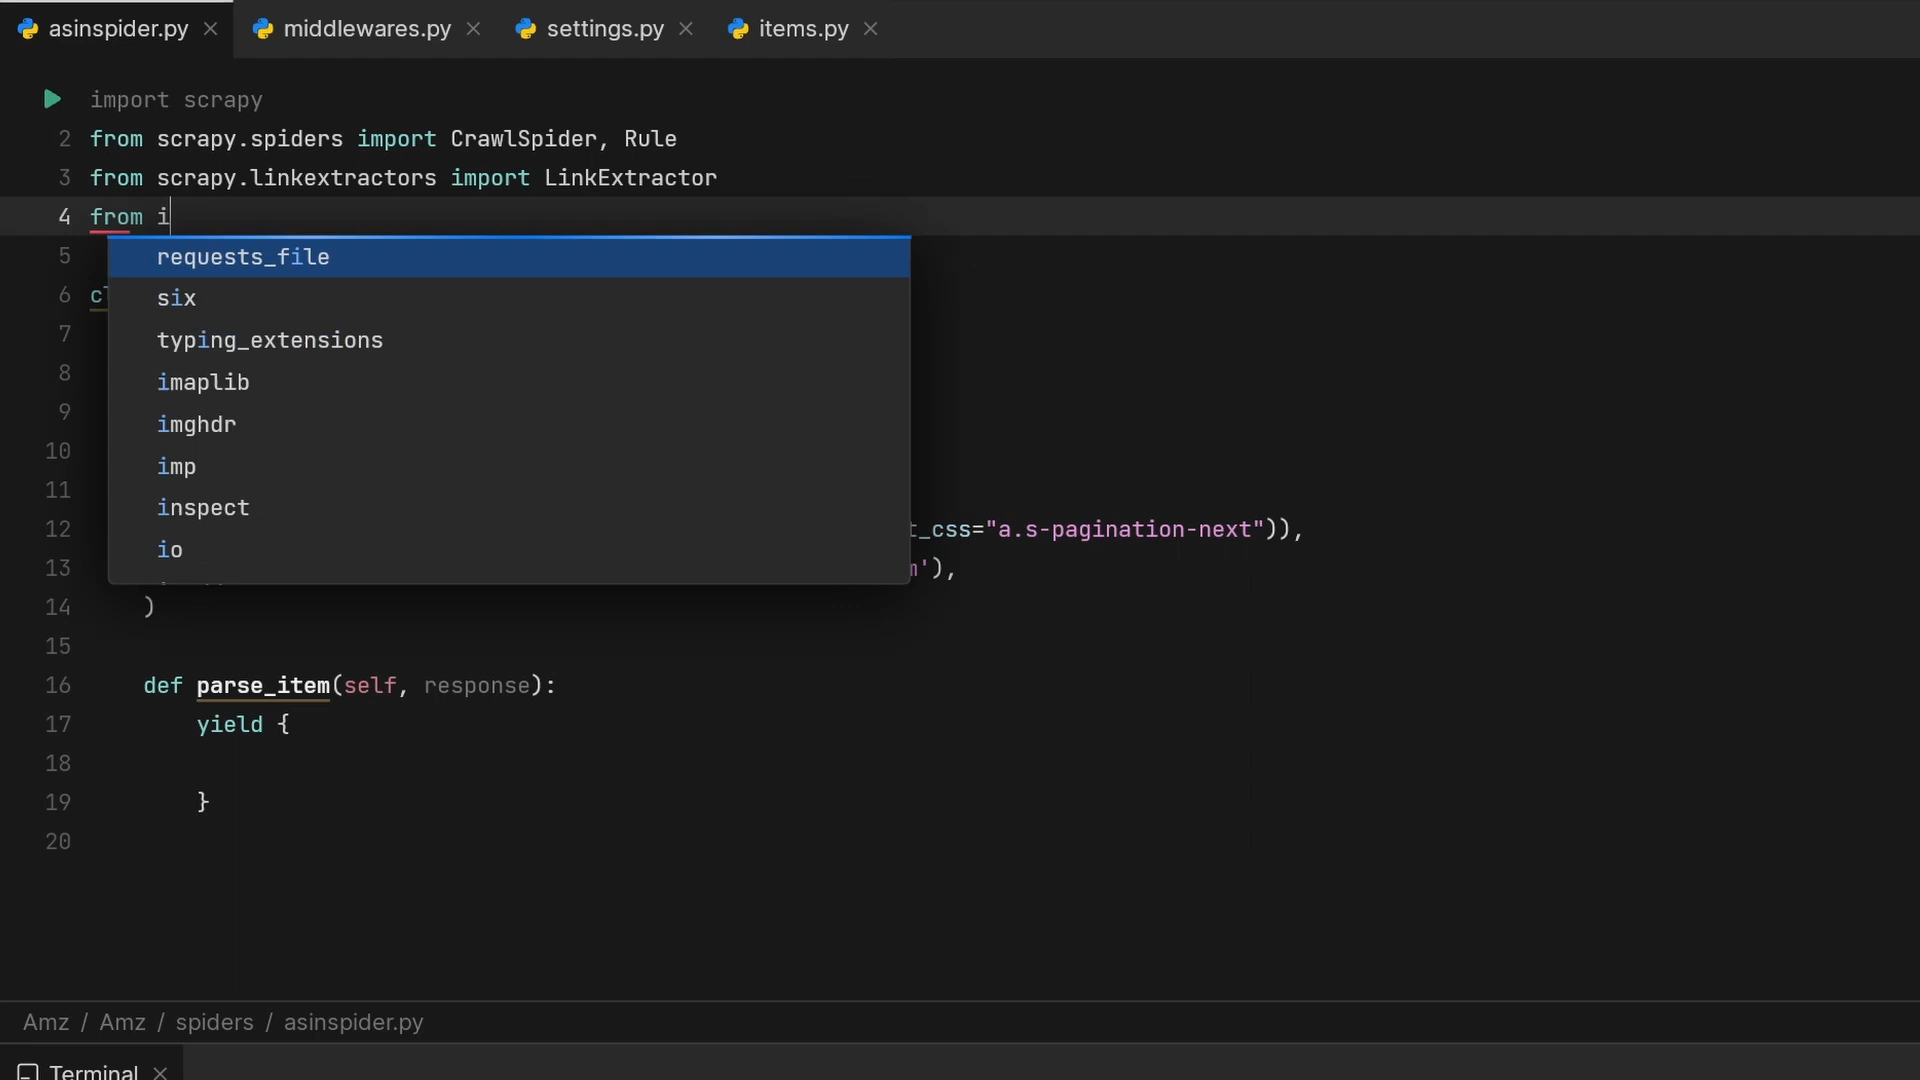 asinspider.py
middlewares.py
settings.py
items.py
import scrapy
2 from scrapy.spiders import CrawlSpider, Rule
3 from scrapy.linkextractors import LinkExtractor
4 from i
5
requests_file
six
typing_extensions
imaplib
imghdr
imp
inspect
io
6
7
8
9
10
11
12 _css="a.s-pagination-next")),
13 '),
14 )
15
16 def parse_item(self, response):
17 yield {
18
19 }
20
Amz / Amz / spiders / asinspider.py
Terminal